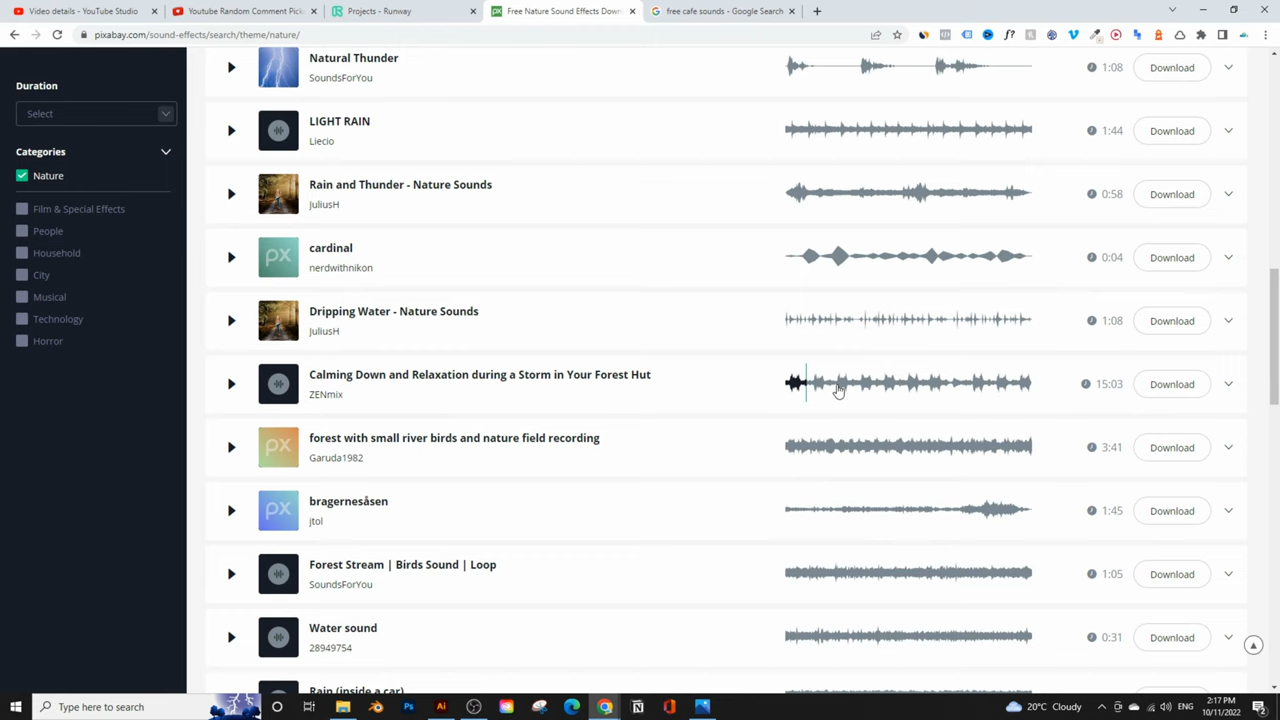 Video details - YouTube Studio
Youtube Random Comment Pick
Projects - Runway
Free Nature Sound Effects Down
free cafe sounds - Google Search
pixabay.com/sound-effects/search/theme/nature/
Duration
Select
Categories
Nature
Film & Special Effects
People
Household
City
Musical
Technology
Horror
Natural Thunder
SoundsForYou
1:08
Download
LIGHT RAIN
Liecio
1:44
Download
Rain and Thunder - Nature Sounds
JuliusH
0:58
Download
px
cardinal
nerdwithnikon
0:04
Download
Dripping Water - Nature Sounds
JuliusH
1:08
Download
Calming Down and Relaxation during a Storm in Your Forest Hut
ZENmix
15:03
Download
px
forest with small river birds and nature field recording
Garuda1982
3:41
Download
px
bragernesåsen
jtol
1:45
Download
Forest Stream | Birds Sound | Loop
SoundsForYou
1:05
Download
Water sound
28949754
0:31
Download
Rain (inside a car)
Type here to search
Ps
Ai
20°C Cloudy
2:17 PM
10/11/2022
2